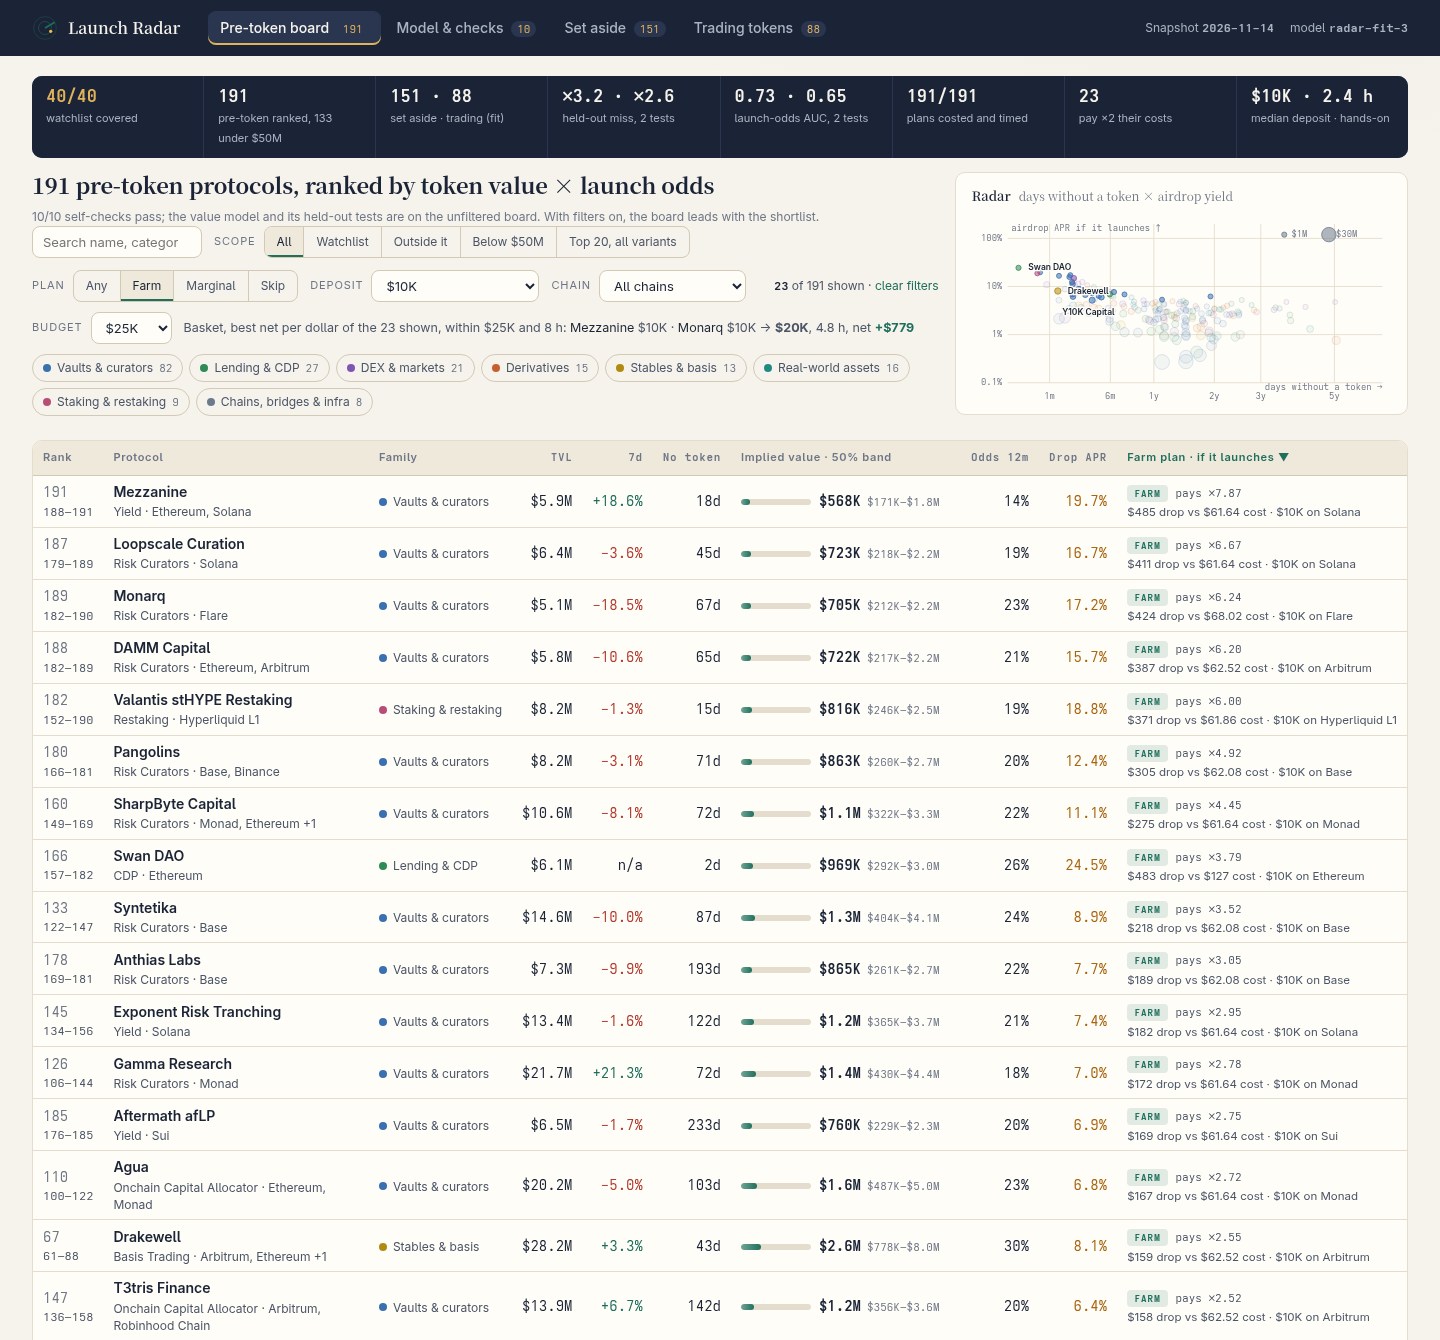 Launch Radar
Pre-token board 191
Model & checks 10
Set aside 151
Trading tokens 88
Snapshot 2026-11-14 model radar-fit-3
40/40
watchlist covered
191
pre-token ranked, 133
under $50M
151 · 88
set aside · trading (fit)
×3.2 · ×2.6
held-out miss, 2 tests
0.73 · 0.65
launch-odds AUC, 2 tests
191/191
plans costed and timed
23
pay ×2 their costs
$10K · 2.4 h
median deposit · hands-on
191 pre-token protocols, ranked by token value × launch odds
10/10 self-checks pass; the value model and its held-out tests are on the unfiltered board. With filters on, the board leads with the shortlist.
Search name, categor
SCOPE All Watchlist Outside it Below $50M Top 20, all variants
PLAN Any Farm Marginal Skip DEPOSIT $10K CHAIN All chains 23 of 191 shown · clear filters
BUDGET $25K Basket, best net per dollar of the 23 shown, within $25K and 8 h: Mezzanine $10K · Monarq $10K → $20K, 4.8 h, net +$779
Vaults & curators 82
Lending & CDP 27
DEX & markets 21
Derivatives 15
Stables & basis 13
Real-world assets 16
Staking & restaking 9
Chains, bridges & infra 8
Radar days without a token × airdrop yield
airdrop APR if it launches ↑
$1M $30M
100%
10%
1%
0.1%
Swan DAO
Drakewell
Y10K Capital
days without a token →
1m 6m 1y 2y 3y 5y
Rank Protocol Family TVL 7d No token Implied value · 50% band Odds 12m Drop APR Farm plan · if it launches ▼
191 Mezzanine Vaults & curators $5.9M +18.6% 18d $568K $171K–$1.8M 14% 19.7% FARM pays ×7.87
188–191 Yield · Ethereum, Solana $485 drop vs $61.64 cost · $10K on Solana
187 Loopscale Curation Vaults & curators $6.4M −3.6% 45d $723K $218K–$2.2M 19% 16.7% FARM pays ×6.67
179–189 Risk Curators · Solana $411 drop vs $61.64 cost · $10K on Solana
189 Monarq Vaults & curators $5.1M −18.5% 67d $705K $212K–$2.2M 23% 17.2% FARM pays ×6.24
182–190 Risk Curators · Flare $424 drop vs $68.02 cost · $10K on Flare
188 DAMM Capital Vaults & curators $5.8M −10.6% 65d $722K $217K–$2.2M 21% 15.7% FARM pays ×6.20
182–189 Risk Curators · Ethereum, Arbitrum $387 drop vs $62.52 cost · $10K on Arbitrum
182 Valantis stHYPE Restaking Staking & restaking $8.2M −1.3% 15d $816K $246K–$2.5M 19% 18.8% FARM pays ×6.00
152–190 Restaking · Hyperliquid L1 $371 drop vs $61.86 cost · $10K on Hyperliquid L1
180 Pangolins Vaults & curators $8.2M −3.1% 71d $863K $260K–$2.7M 20% 12.4% FARM pays ×4.92
166–181 Risk Curators · Base, Binance $305 drop vs $62.08 cost · $10K on Base
160 SharpByte Capital Vaults & curators $10.6M −8.1% 72d $1.1M $322K–$3.3M 22% 11.1% FARM pays ×4.45
149–169 Risk Curators · Monad, Ethereum +1 $275 drop vs $61.64 cost · $10K on Monad
166 Swan DAO Lending & CDP $6.1M n/a 2d $969K $292K–$3.0M 26% 24.5% FARM pays ×3.79
157–182 CDP · Ethereum $483 drop vs $127 cost · $10K on Ethereum
133 Syntetika Vaults & curators $14.6M −10.0% 87d $1.3M $404K–$4.1M 24% 8.9% FARM pays ×3.52
122–147 Risk Curators · Base $218 drop vs $62.08 cost · $10K on Base
178 Anthias Labs Vaults & curators $7.3M −9.9% 193d $865K $261K–$2.7M 22% 7.7% FARM pays ×3.05
169–181 Risk Curators · Base $189 drop vs $62.08 cost · $10K on Base
145 Exponent Risk Tranching Vaults & curators $13.4M −1.6% 122d $1.2M $365K–$3.7M 21% 7.4% FARM pays ×2.95
134–156 Yield · Solana $182 drop vs $61.64 cost · $10K on Solana
126 Gamma Research Vaults & curators $21.7M +21.3% 72d $1.4M $430K–$4.4M 18% 7.0% FARM pays ×2.78
106–144 Risk Curators · Monad $172 drop vs $61.64 cost · $10K on Monad
185 Aftermath afLP Vaults & curators $6.5M −1.7% 233d $760K $229K–$2.3M 20% 6.9% FARM pays ×2.75
176–185 Yield · Sui $169 drop vs $61.64 cost · $10K on Sui
110 Agua Vaults & curators $20.2M −5.0% 103d $1.6M $487K–$5.0M 23% 6.8% FARM pays ×2.72
100–122 Onchain Capital Allocator · Ethereum, $167 drop vs $61.64 cost · $10K on Monad
Monad
67 Drakewell Stables & basis $28.2M +3.3% 43d $2.6M $778K–$8.0M 30% 8.1% FARM pays ×2.55
61–88 Basis Trading · Arbitrum, Ethereum +1 $159 drop vs $62.52 cost · $10K on Arbitrum
147 T3tris Finance Vaults & curators $13.9M +6.7% 142d $1.2M $356K–$3.6M 20% 6.4% FARM pays ×2.52
136–158 Onchain Capital Allocator · Arbitrum, $158 drop vs $62.52 cost · $10K on Arbitrum
Robinhood Chain